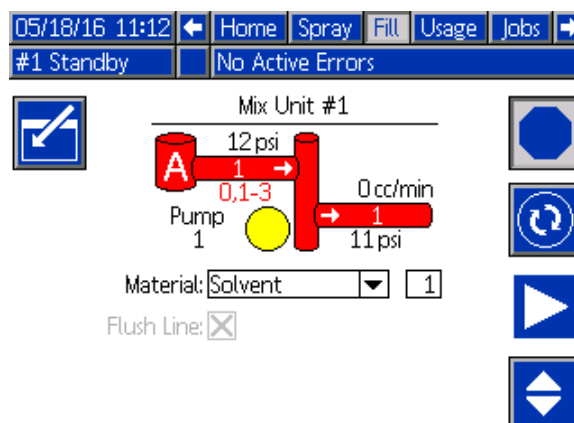 05/18/16 11:12 Home Spray Fill Usage Jobs
#1 Standby No Active Errors
Mix Unit #1
12 psi
A 1
0,1-3 0 cc/min
Pump 1
1 11 psi
Material: Solvent 1
Flush Line: